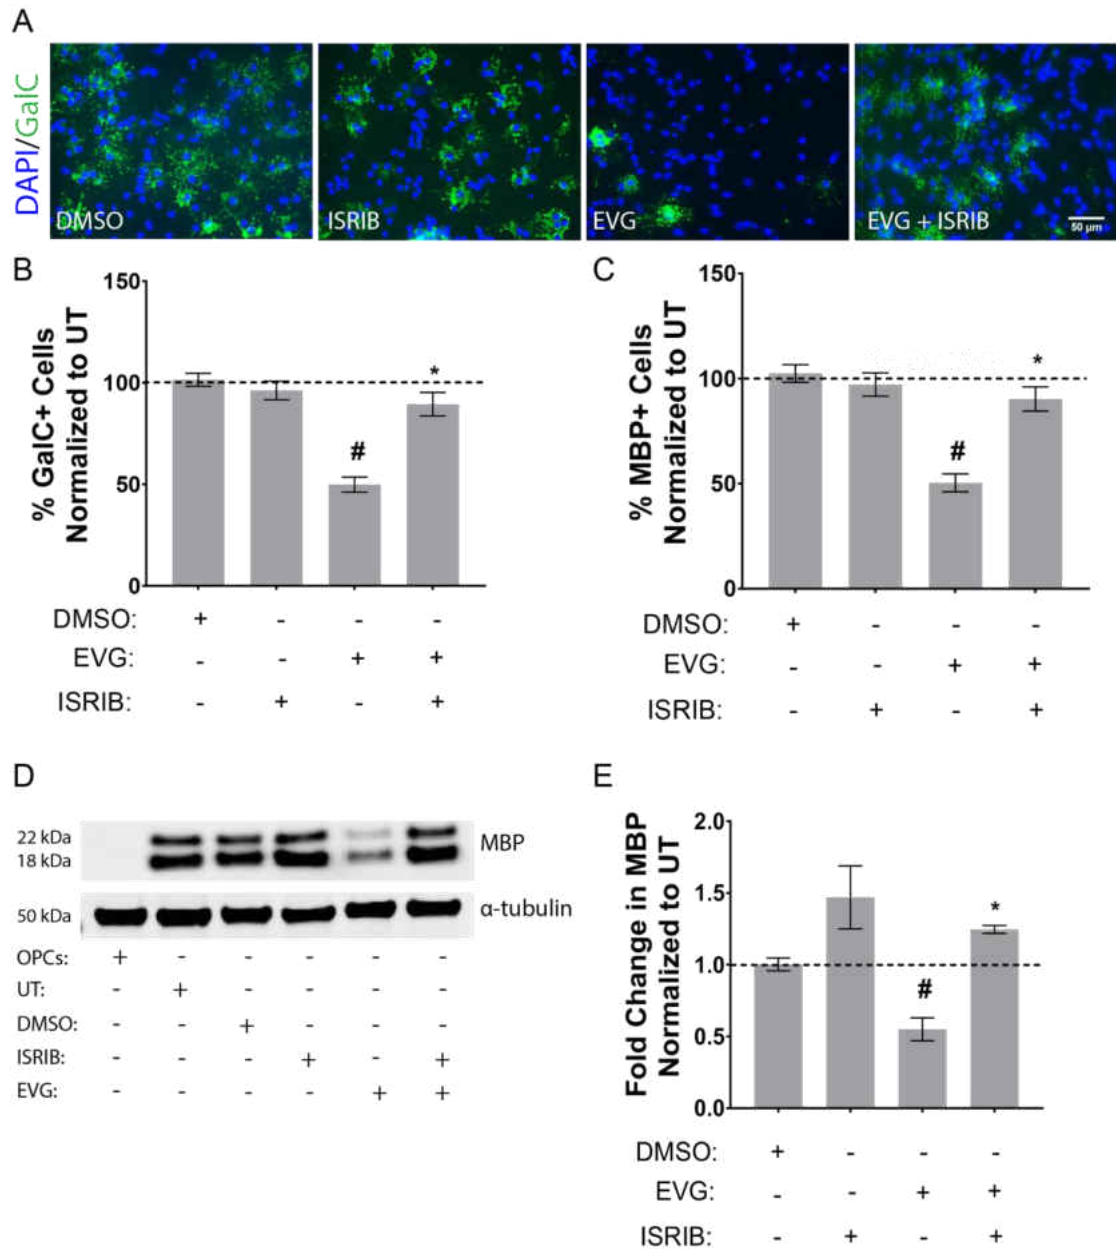 A
DAPI/GalC
DMSO
ISRIB
EVG
EVG + ISRIB
50 µm
B
% GalC+ Cells
Normalized to UT
150
100
50
0
#
*
DMSO: + - - -
EVG: - - + +
ISRIB: - + - +
C
% MBP+ Cells
Normalized to UT
150
100
50
0
#
*
DMSO: + - - -
EVG: - - + +
ISRIB: - + - +
D
22 kDa
18 kDa
MBP
50 kDa
α-tubulin
OPCs: + - - - - -
UT: - + - - - -
DMSO: - - + - - -
ISRIB: - - - + - +
EVG: - - - - + +
E
Fold Change in MBP
Normalized to UT
2.0
1.5
1.0
0.5
0.0
#
*
DMSO: + - - -
EVG: - - + +
ISRIB: - + - +